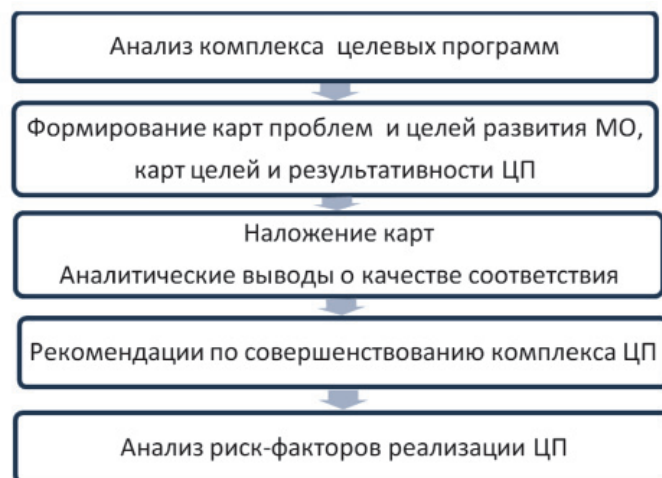 Анализ комплекса целевых программ
Формирование карт проблем и целей развития МО,
карт целей и результативности ЦП
Наложение карт
Аналитические выводы о качестве соответствия
Рекомендации по совершенствованию комплекса ЦП
Анализ риск-факторов реализации ЦП